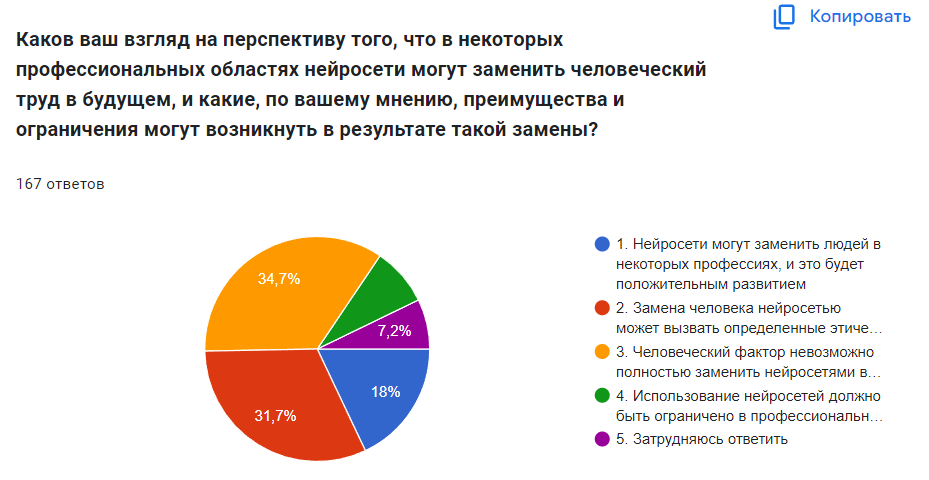 Копировать
Каков ваш взгляд на перспективу того, что в некоторых
профессиональных областях нейросети могут заменить человеческий
труд в будущем, и какие, по вашему мнению, преимущества и
ограничения могут возникнуть в результате такой замены?
167 ответов
34,7%
7,2%
18%
31,7%
1. Нейросети могут заменить людей в
некоторых профессиях, и это будет
положительным развитием
2. Замена человека нейросетью
может вызвать определенные этиче…
3. Человеческий фактор невозможно
полностью заменить нейросетями в…
4. Использование нейросетей должно
быть ограничено в профессиональн…
5. Затрудняюсь ответить